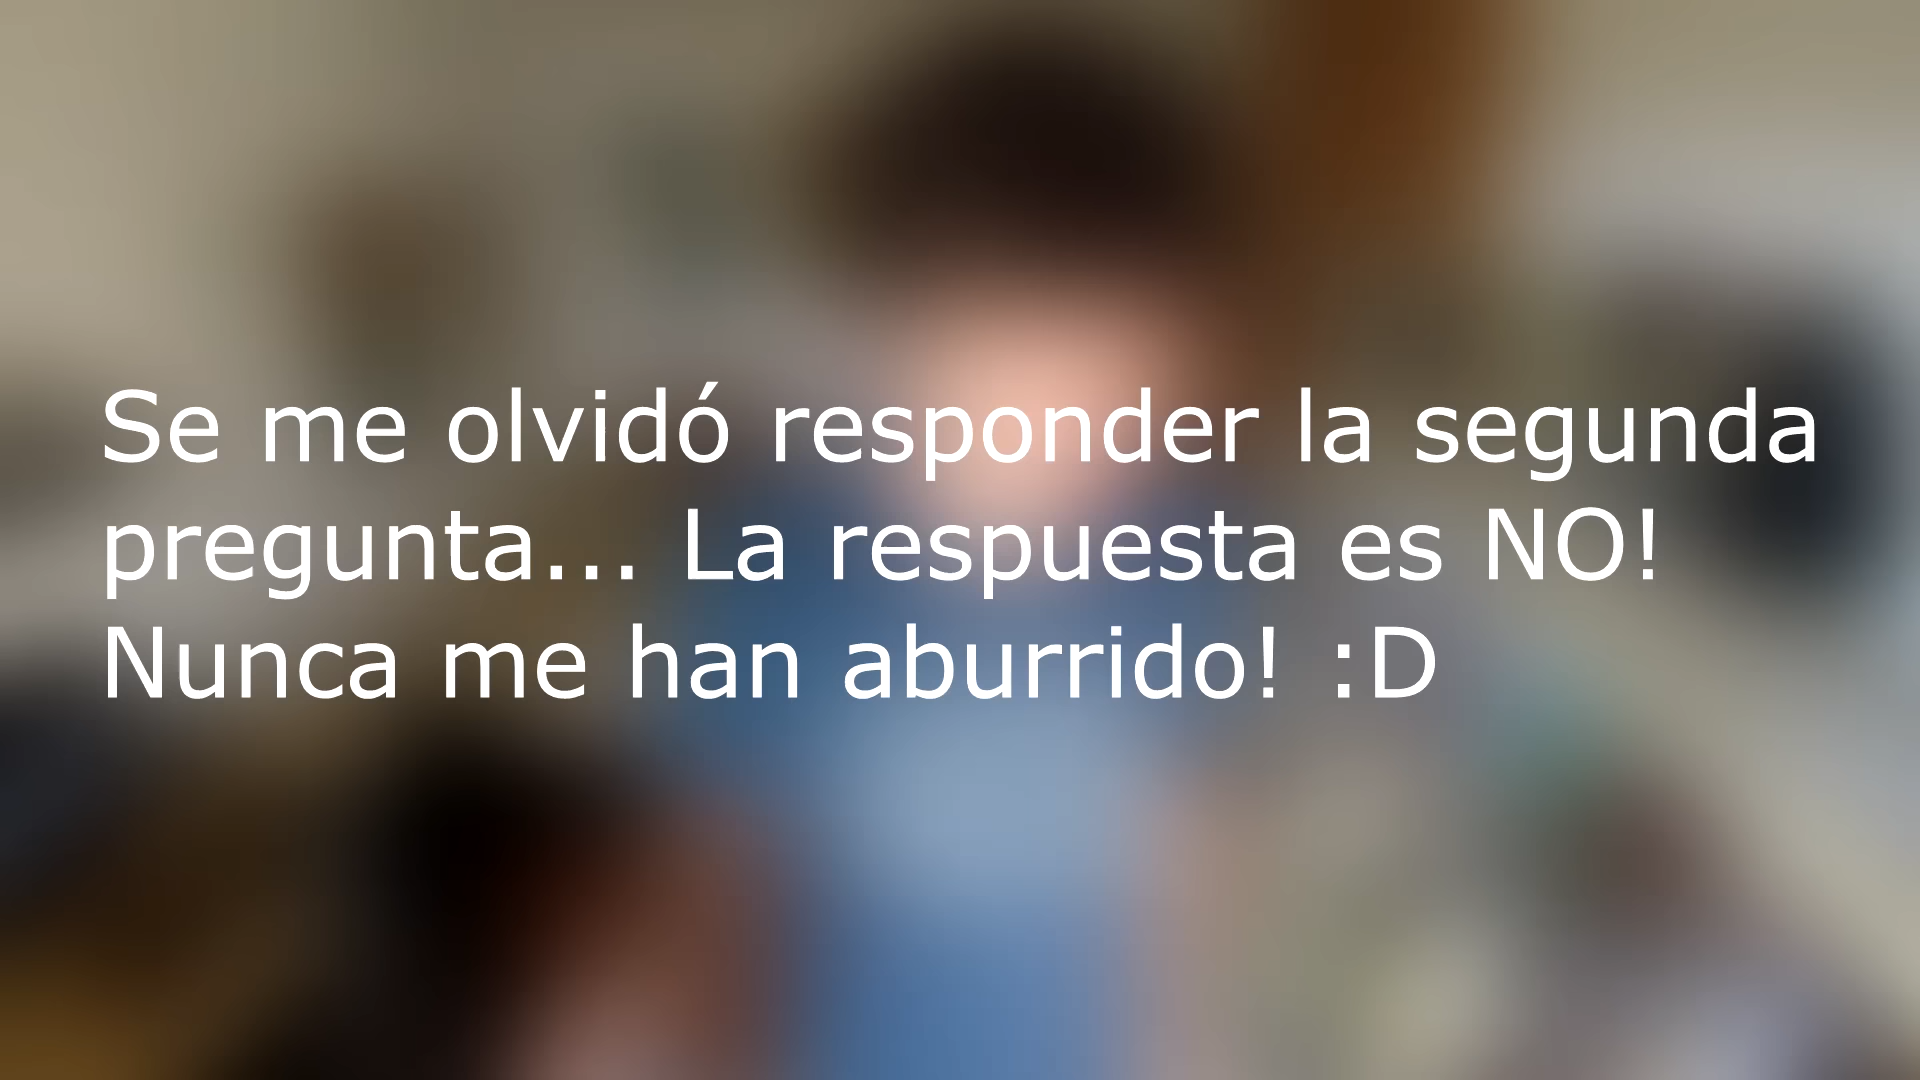 Se me olvidó responder la segunda
pregunta... La respuesta es NO!
Nunca me han aburrido! :D